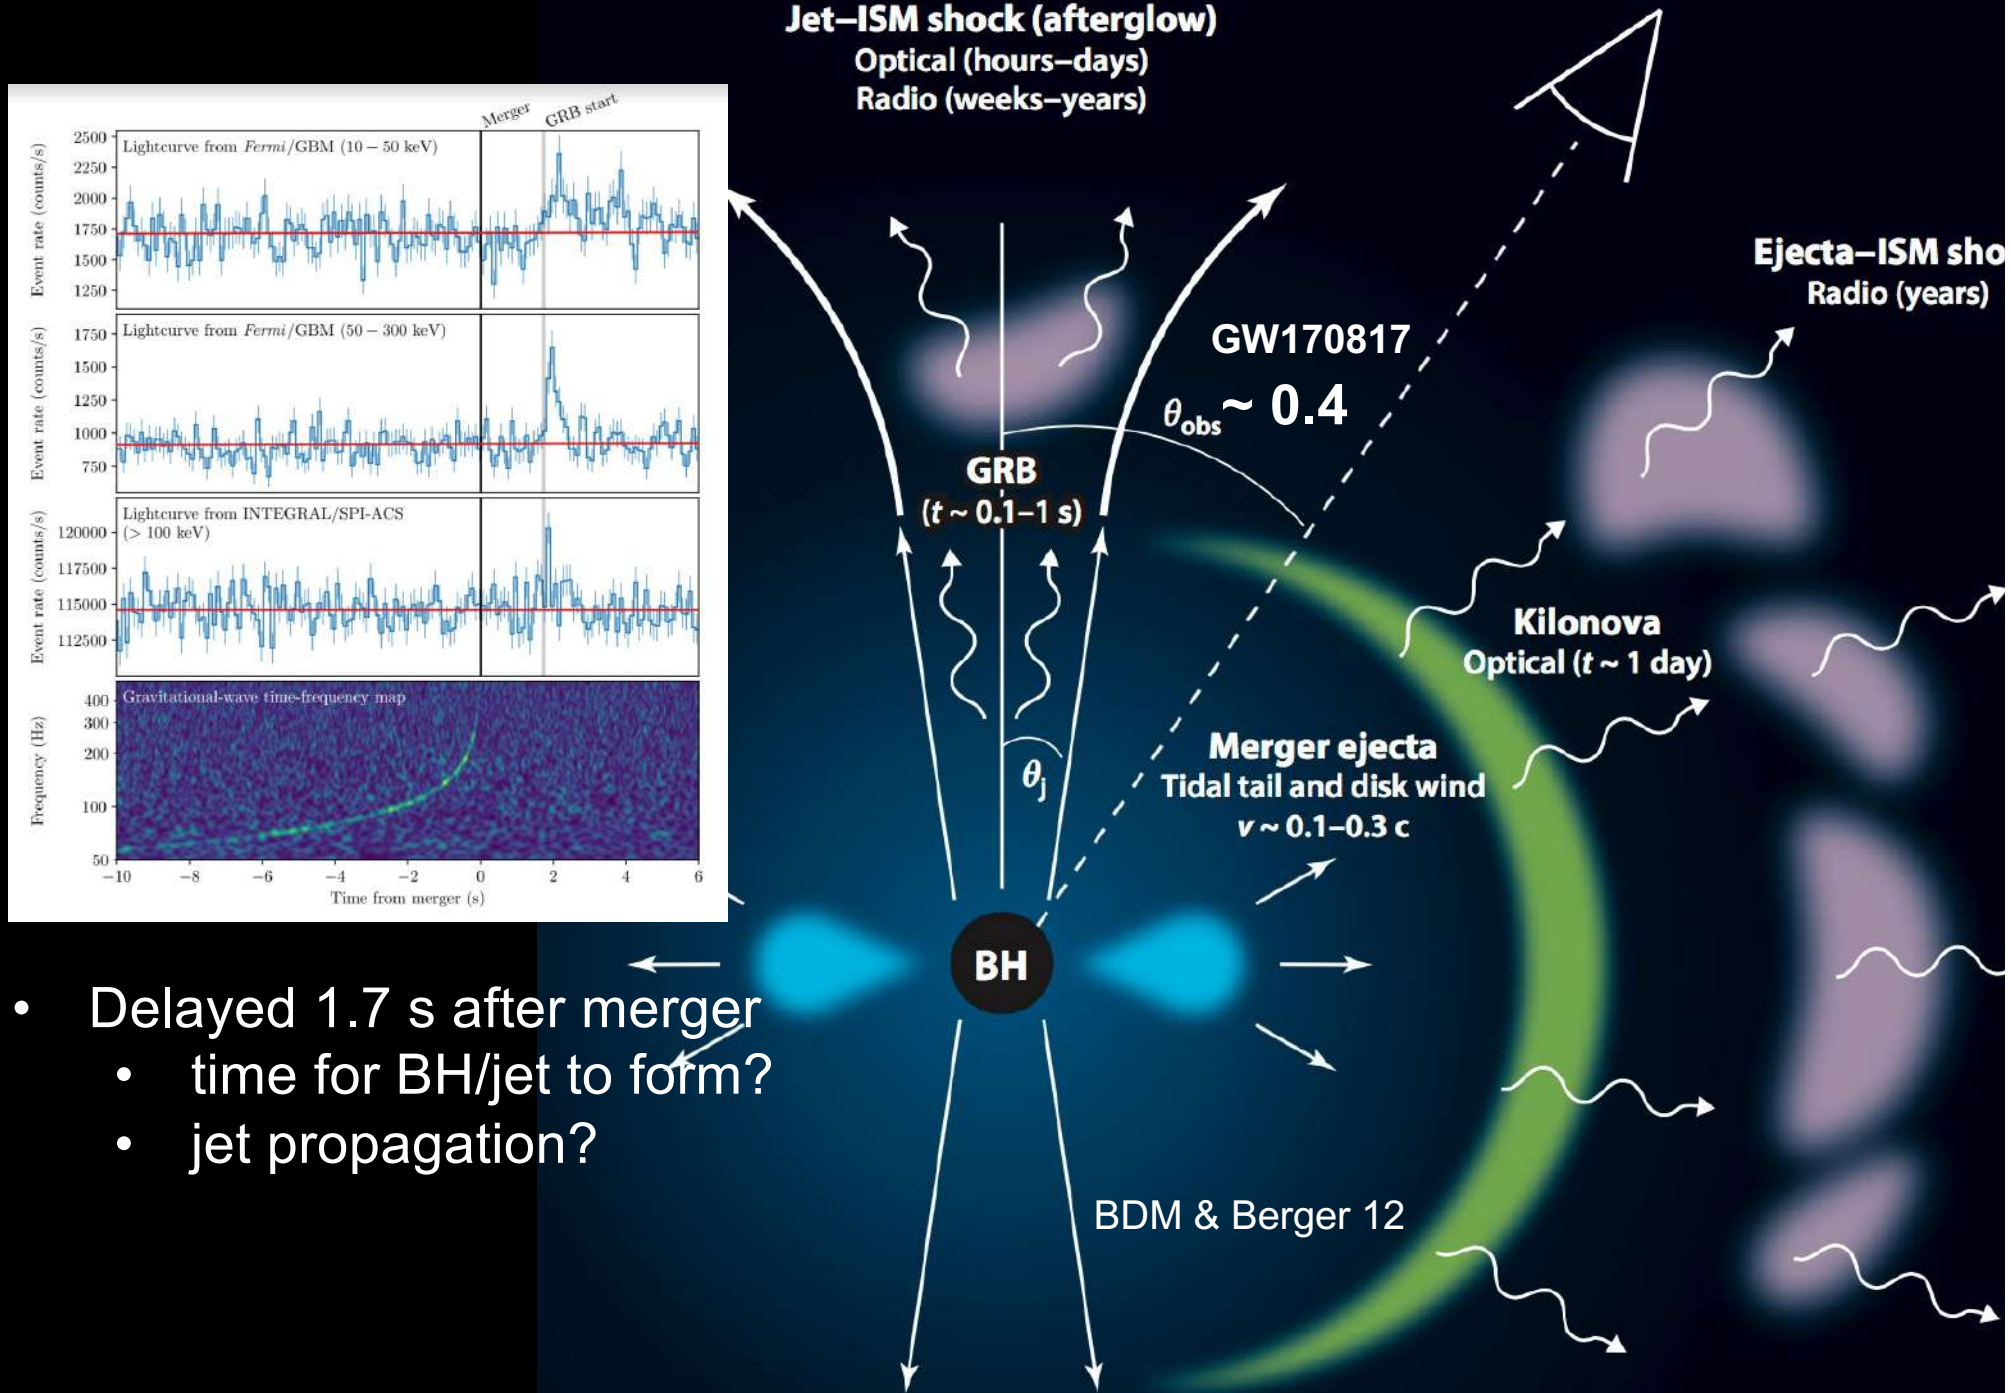 Jet–ISM shock (afterglow)
Optical (hours–days)
Radio (weeks–years)
Merger
GRB start
Lightcurve from Fermi/GBM (10 − 50 keV)
Event rate (counts/s)
2500
2250
2000
1750
1500
1250
Lightcurve from Fermi/GBM (50 − 300 keV)
Event rate (counts/s)
1750
1500
1250
1000
750
Lightcurve from INTEGRAL/SPI-ACS
(> 100 keV)
Event rate (counts/s)
120000
117500
115000
112500
Gravitational-wave time-frequency map
Frequency (Hz)
400
300
200
100
50
−10 −8 −6 −4 −2 0 2 4 6
Time from merger (s)
Ejecta–ISM sho
Radio (years)
GW170817
θobs ~ 0.4
GRB
(t ~ 0.1–1 s)
Kilonova
Optical (t ~ 1 day)
θj
Merger ejecta
Tidal tail and disk wind
v ~ 0.1–0.3 c
BH
• Delayed 1.7 s after merger
• time for BH/jet to form?
• jet propagation?
BDM & Berger 12